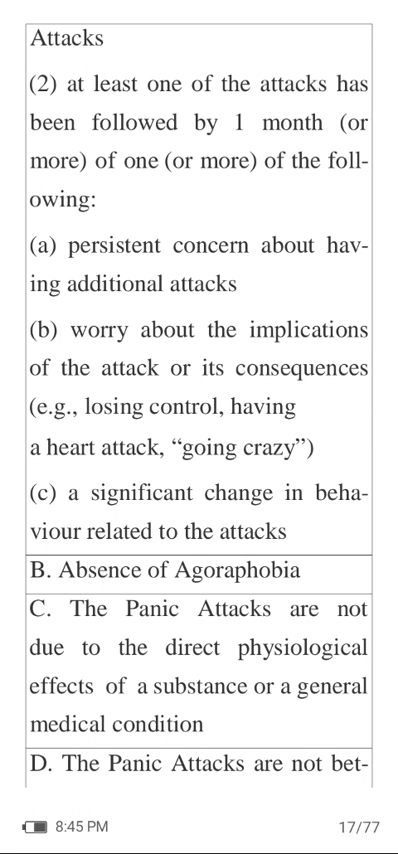 Attacks
(2) at least one of the attacks has
been followed by 1 month (or
more) of one (or more) of the foll-
owing:
(a) persistent concern about hav-
ing additional attacks
(b) worry about the implications
of the attack or its consequences
(e.g., losing control, having
a heart attack, “going crazy”)
(c) a significant change in beha-
viour related to the attacks
B. Absence of Agoraphobia
C. The Panic Attacks are not
due to the direct physiological
effects of a substance or a general
medical condition
D. The Panic Attacks are not bet-
8:45 PM 17/77